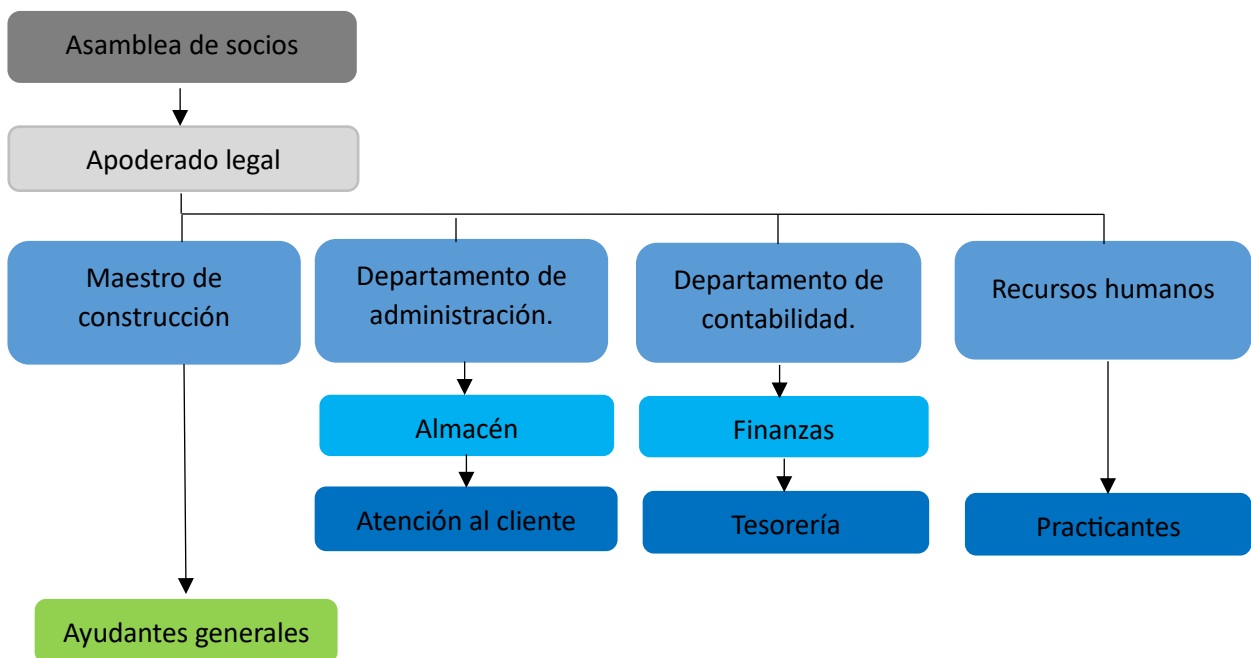 Asamblea de socios
Apoderado legal
Maestro de
construcción
Departamento de
administración.
Departamento de
contabilidad.
Recursos humanos
Almacén
Finanzas
Atención al cliente
Tesorería
Practicantes
Ayudantes generales